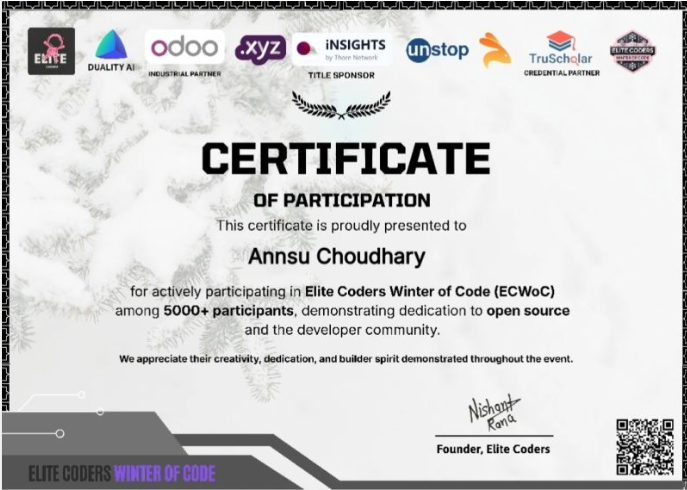 ELITE
DUALITY AI
odoo
INDUSTRIAL PARTNER
.xyz
iNSIGHTS
by Thore Network
TITLE SPONSOR
unstop
TruScholar
CREDENTIAL PARTNER
ELITE CODERS
WINTER OF CODE
CERTIFICATE
OF PARTICIPATION
This certificate is proudly presented to
Annsu Choudhary
for actively participating in Elite Coders Winter of Code (ECWoC)
among 5000+ participants, demonstrating dedication to open source
and the developer community.
We appreciate their creativity, dedication, and builder spirit demonstrated throughout the event.
Nishant
Rana
Founder, Elite Coders
ELITE CODERS WINTER OF CODE